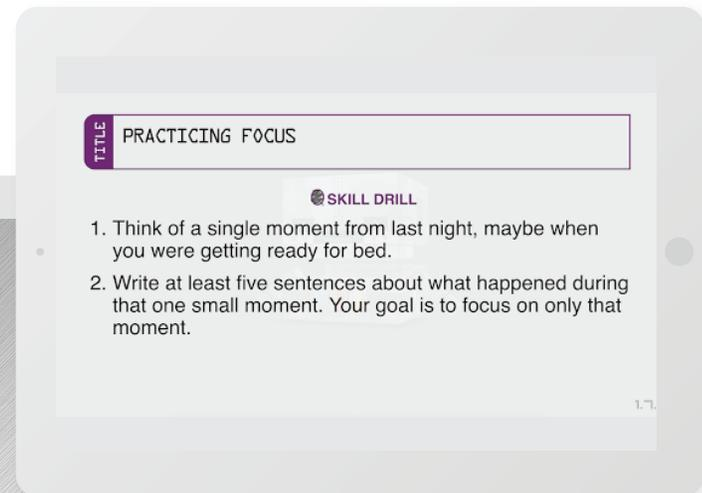 TITLE
PRACTICING FOCUS
SKILL DRILL
1. Think of a single moment from last night, maybe when
you were getting ready for bed.
2. Write at least five sentences about what happened during
that one small moment. Your goal is to focus on only that
moment.
1.7.